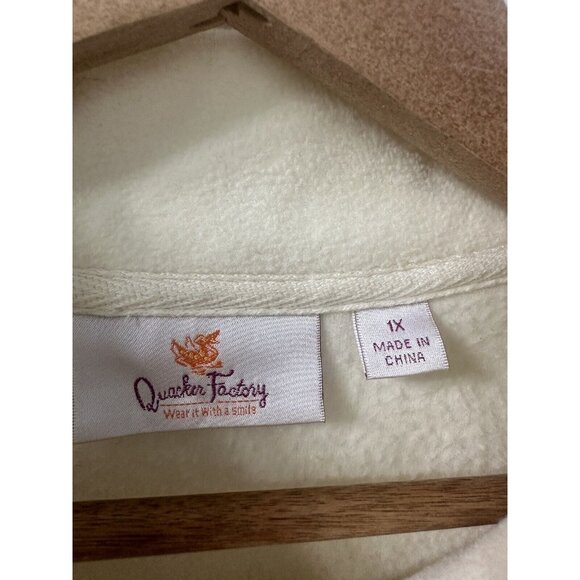 Quacker Factory
Wear it with a smile
1X
MADE IN
CHINA